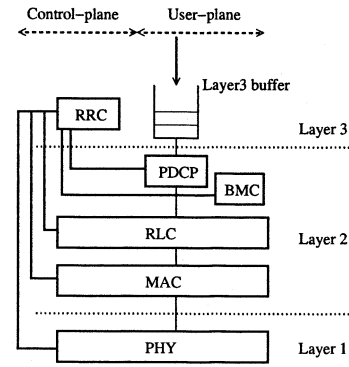 Control-plane User-plane
Layer3 buffer
RRC
Layer 3
PDCP
BMC
RLC
Layer 2
MAC
PHY
Layer 1